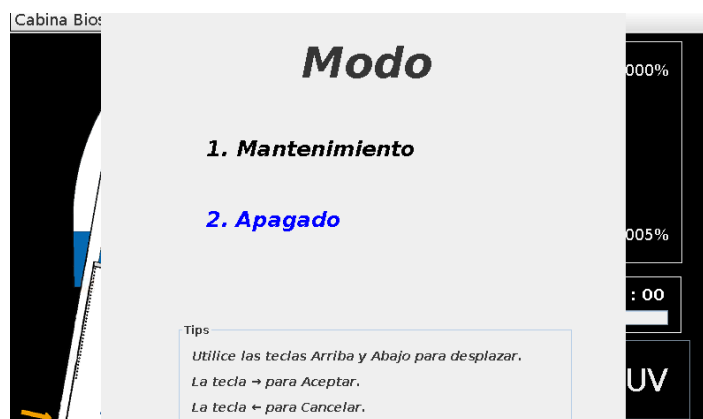 Cabina Bios
Modo
000%
1. Mantenimiento
2. Apagado
005%
: 00
Tips
Utilice las teclas Arriba y Abajo para desplazar.
La tecla → para Aceptar.
La tecla ← para Cancelar.
UV